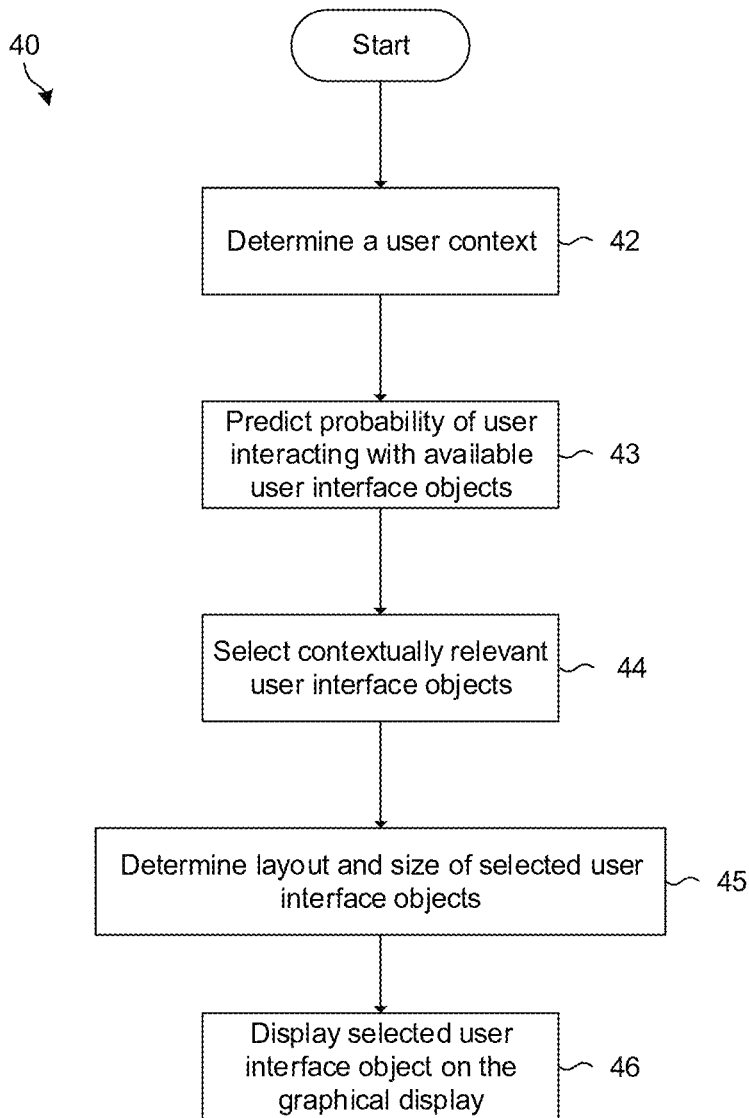 40
Start
Determine a user context
42
Predict probability of user
interacting with available
user interface objects
43
Select contextually relevant
user interface objects
44
Determine layout and size of selected user
interface objects
45
Display selected user
interface object on the
graphical display
46